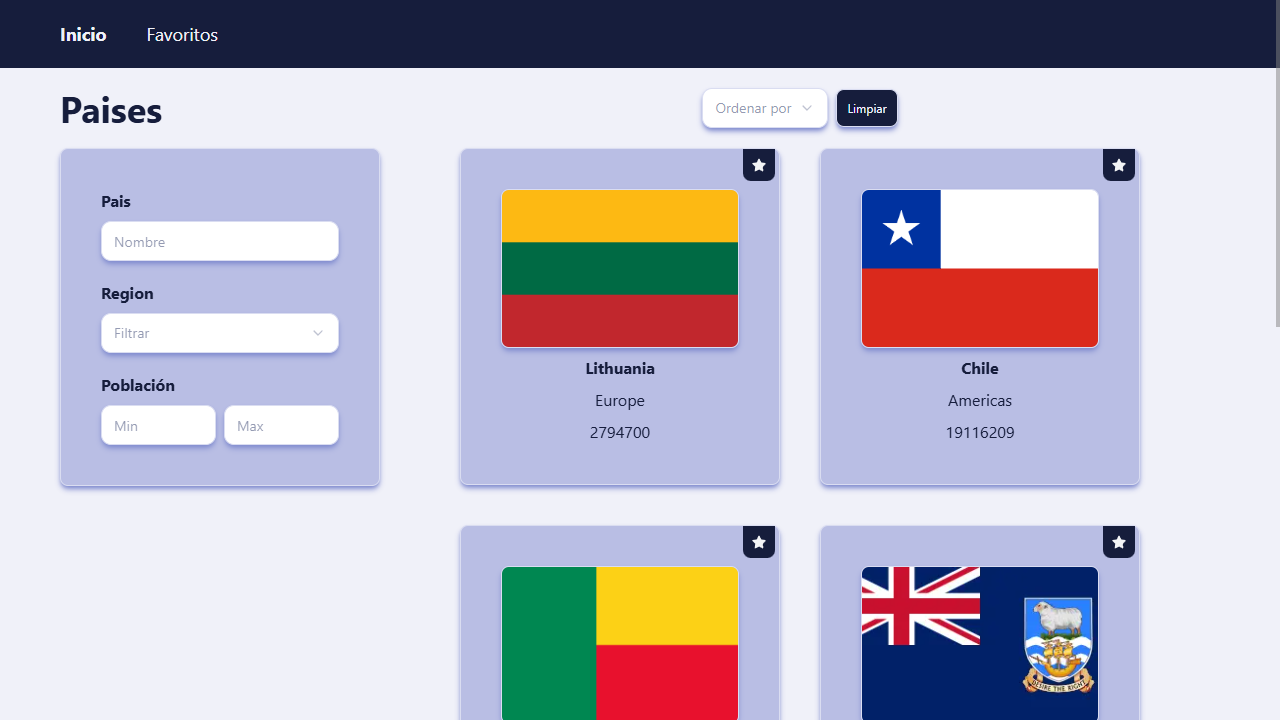 Inicio
Favoritos
Paises
Ordenar por
Limpiar
Pais
Nombre
Region
Filtrar
Población
Min
Max
Lithuania
Europe
2794700
Chile
Americas
19116209
DESIRE THE RIGHT